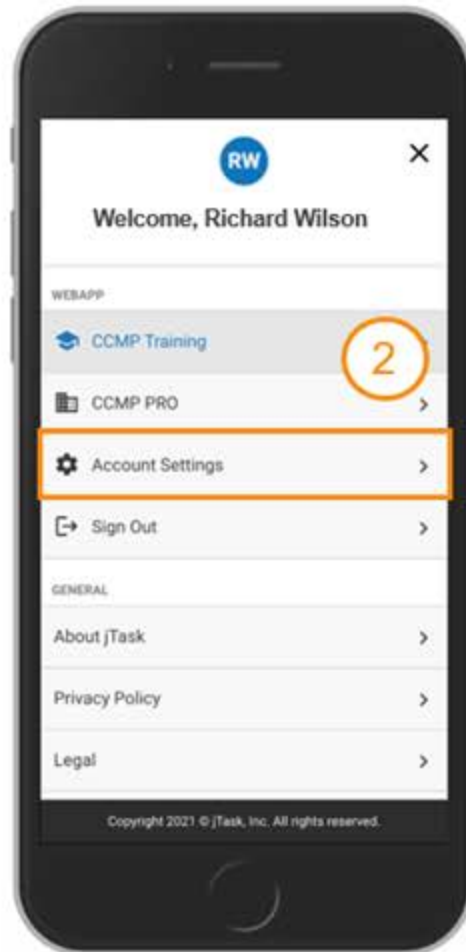 RW
Welcome, Richard Wilson
WEBAPP
CCMP Training
2
CCMP PRO
Account Settings
Sign Out
GENERAL
About jTask
Privacy Policy
Legal
Copyright 2021 © jTask, Inc. All rights reserved.